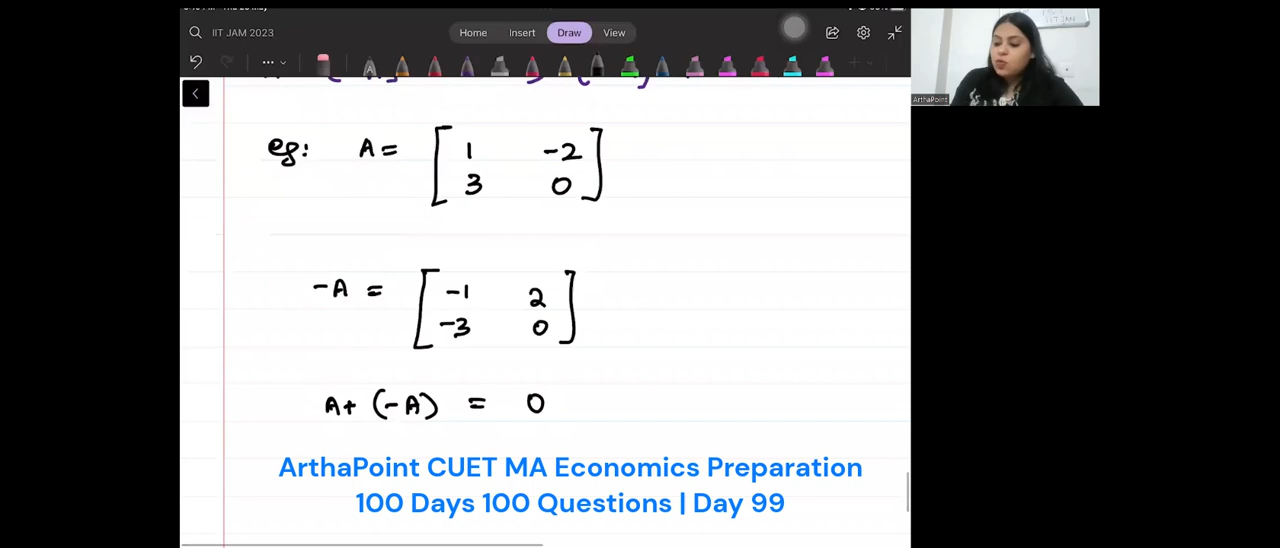 IIT JAM 2023
Home Insert Draw View
eg: A = [ 1 -2
3 0 ]
-A = [ -1 2
-3 0 ]
A + (-A) = 0
ArthaPoint CUET MA Economics Preparation
100 Days 100 Questions | Day 99
ArthaPoint